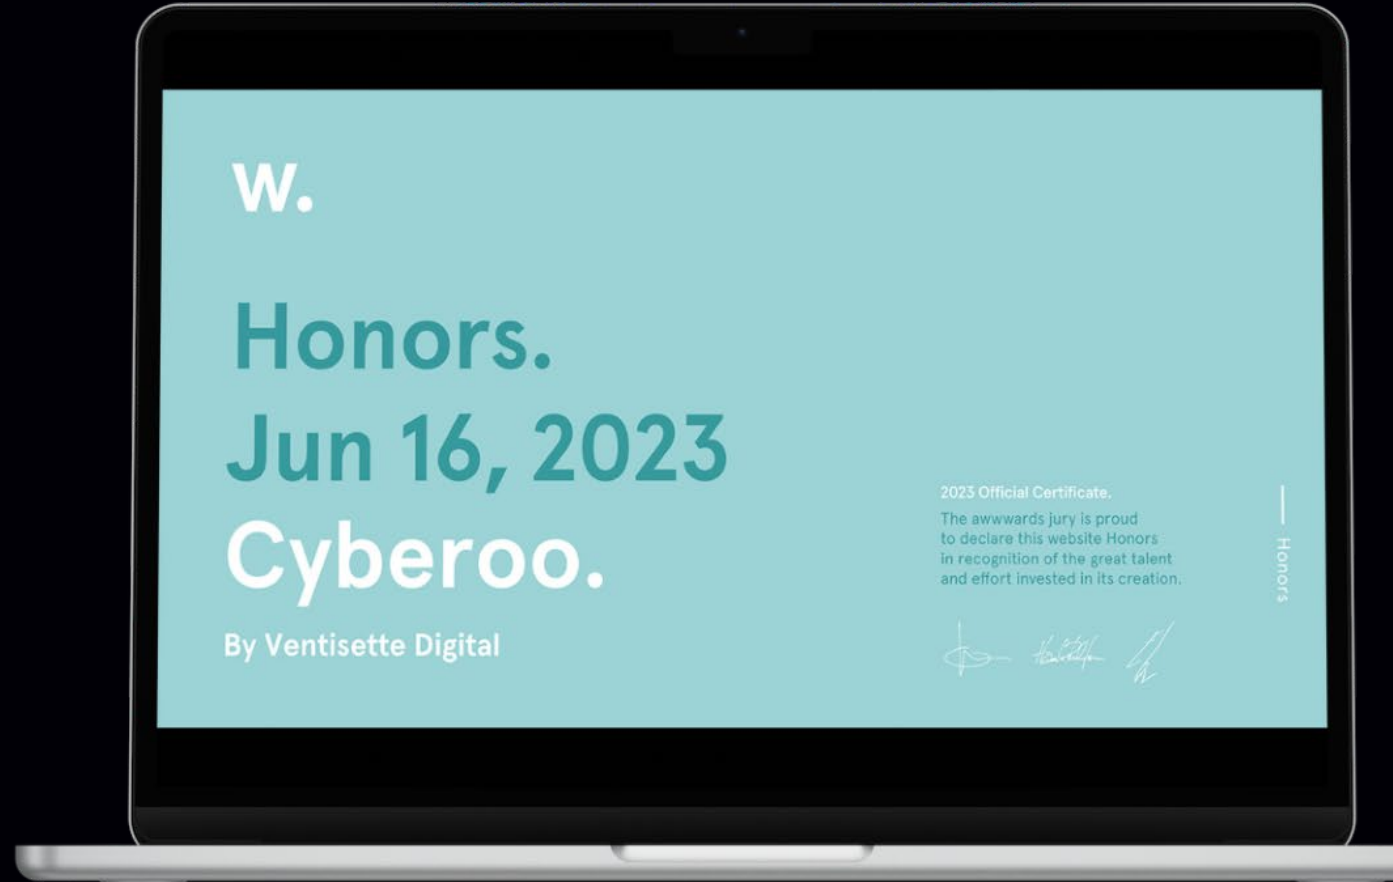 W.
Honors.
Jun 16, 2023
Cyberoo.
By Ventisette Digital
2023 Official Certificate.
The awwwards jury is proud
to declare this website Honors
in recognition of the great talent
and effort invested in its creation.
Honors